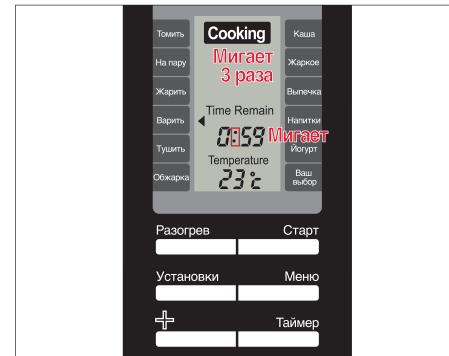 Cooking
Мигает
3 раза
Time Remain
0:59 Мигает
Temperature
23°c
Томить
На пару
Жарить
Варить
Тушить
Обжарка
Каша
Жаркое
Выпечка
Напитки
Йогурт
Ваш
выбор
Разогрев Старт
Установки Меню
Таймер